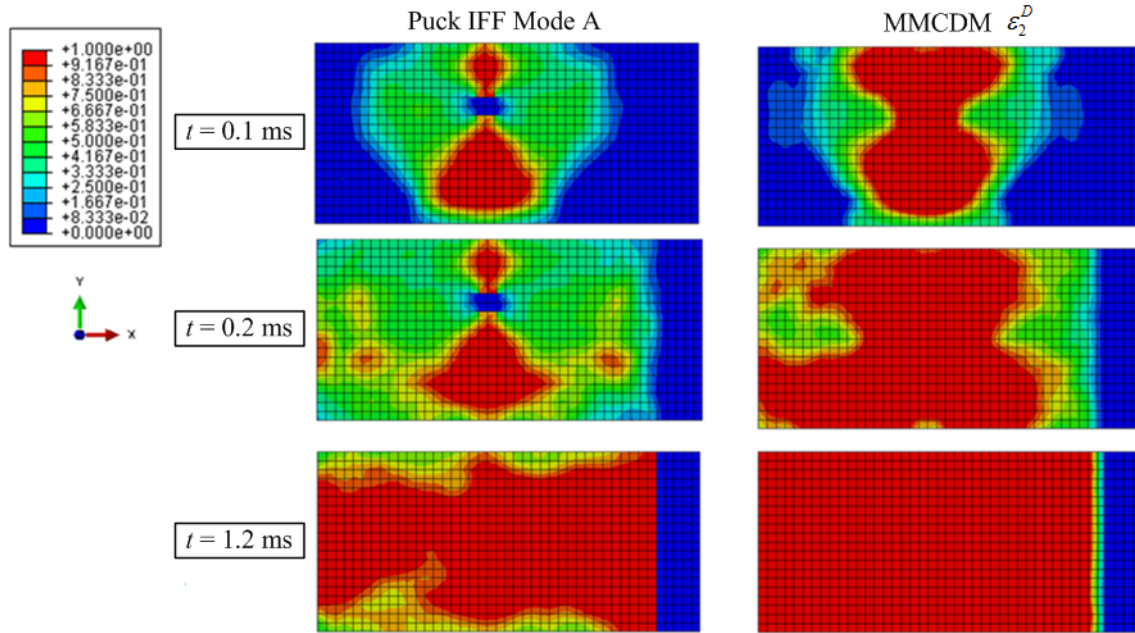 Puck IFF Mode A
MMCDM ε₂ᴰ
+1.000e+00
+9.167e-01
+8.333e-01
+7.500e-01
+6.667e-01
+5.833e-01
+5.000e-01
+4.167e-01
+3.333e-01
+2.500e-01
+1.667e-01
+8.333e-02
+0.000e+00
t = 0.1 ms
Y
X
t = 0.2 ms
t = 1.2 ms